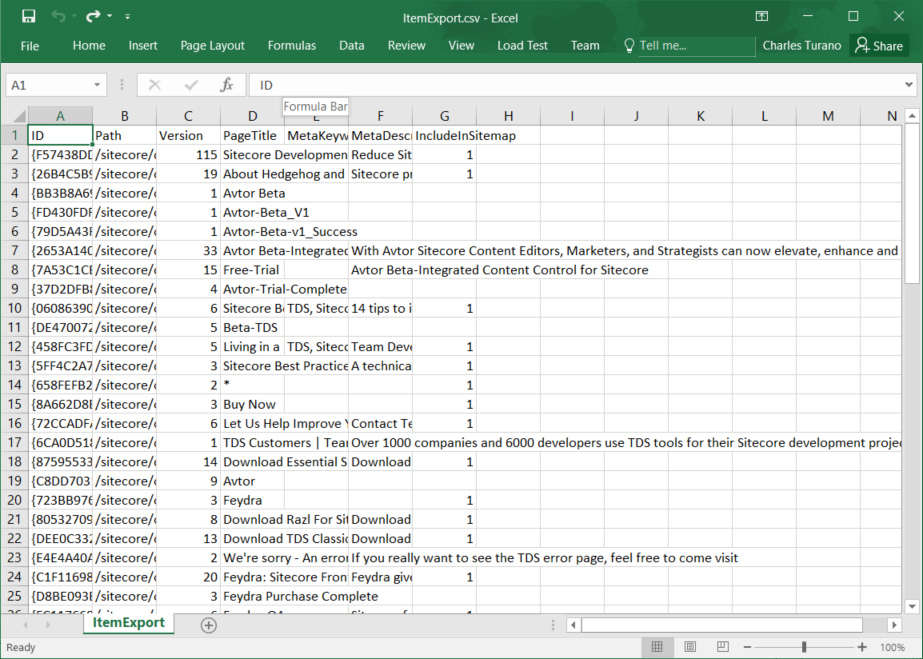 ItemExport.csv - Excel
File Home Insert Page Layout Formulas Data Review View Load Test Team Tell me... Charles Turano Share
A1 fx ID
Formula Bar
A B C D E F G H I J K L M N
1 ID Path Version PageTitle MetaKeyw MetaDescr IncludeInSitemap
2 {F57438DD /sitecore/c 115 Sitecore Developmen Reduce Sit 1
3 {26B4C5B9 /sitecore/c 19 About Hedgehog and Sitecore pr 1
4 {BB3B8A69 /sitecore/c 1 Avtor Beta
5 {FD430FDF /sitecore/c 1 Avtor-Beta_V1
6 {79D5A43F /sitecore/c 1 Avtor-Beta-v1_Success
7 {2653A140 /sitecore/c 33 Avtor Beta-Integrated With Avtor Sitecore Content Editors, Marketers, and Strategists can now elevate, enhance and
8 {7A53C1CE /sitecore/c 15 Free-Trial Avtor Beta-Integrated Content Control for Sitecore
9 {37D2DFB8 /sitecore/c 4 Avtor-Trial-Complete
10 {06086390 /sitecore/c 6 Sitecore Be TDS, Sitecc 14 tips to i 1
11 {DE470072 /sitecore/c 5 Beta-TDS
12 {458FC3FD /sitecore/c 5 Living in a TDS, Sitecc Team Deve 1
13 {5FF4C2A7 /sitecore/c 3 Sitecore Best Practice A technica 1
14 {658FEFB2 /sitecore/c 2 * 1
15 {8A662D8E /sitecore/c 3 Buy Now 1
16 {72CCADFA /sitecore/c 6 Let Us Help Improve Y Contact Te 1
17 {6CA0D518 /sitecore/c 1 TDS Customers | Tear Over 1000 companies and 6000 developers use TDS tools for their Sitecore development projec
18 {87595533 /sitecore/c 14 Download Essential S Download 1
19 {C8DD703 /sitecore/c 9 Avtor
20 {723BB976 /sitecore/c 3 Feydra 1
21 {80532709 /sitecore/c 8 Download Razl For Sit Download 1
22 {DEE0C332 /sitecore/c 13 Download TDS Classic Download 1
23 {E4E4A40A /sitecore/c 2 We're sorry - An error If you really want to see the TDS error page, feel free to come visit
24 {C1F11698 /sitecore/c 20 Feydra: Sitecore Fron Feydra give 1
25 {D8BE093E /sitecore/c 3 Feydra Purchase Complete
ItemExport
Ready 100%